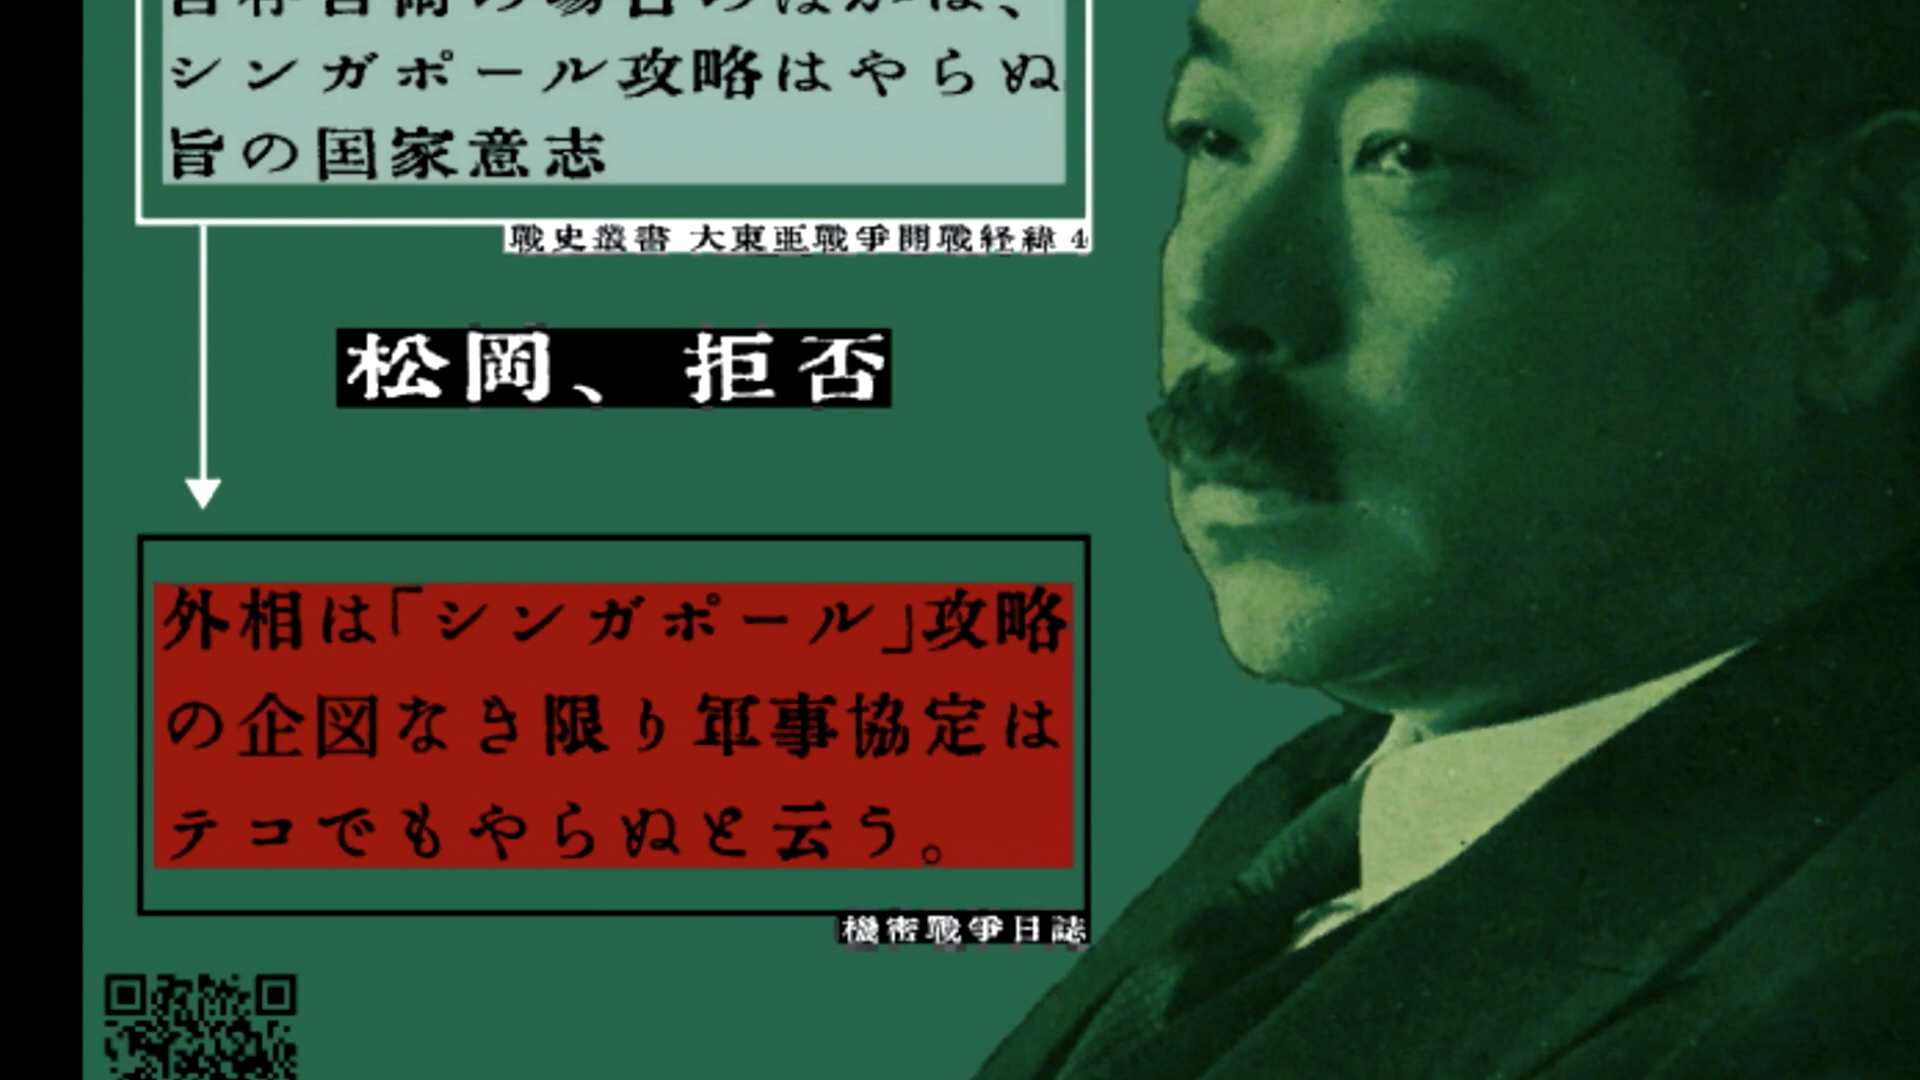 シンガポール攻略はやらぬ
旨の国家意志
戦史叢書 大東亜戦争開戦経緯 4
松岡、拒否
外相は「シンガポール」攻略
の企図なき限り軍事協定は
テコでもやらぬと云う。
機密戦争日誌